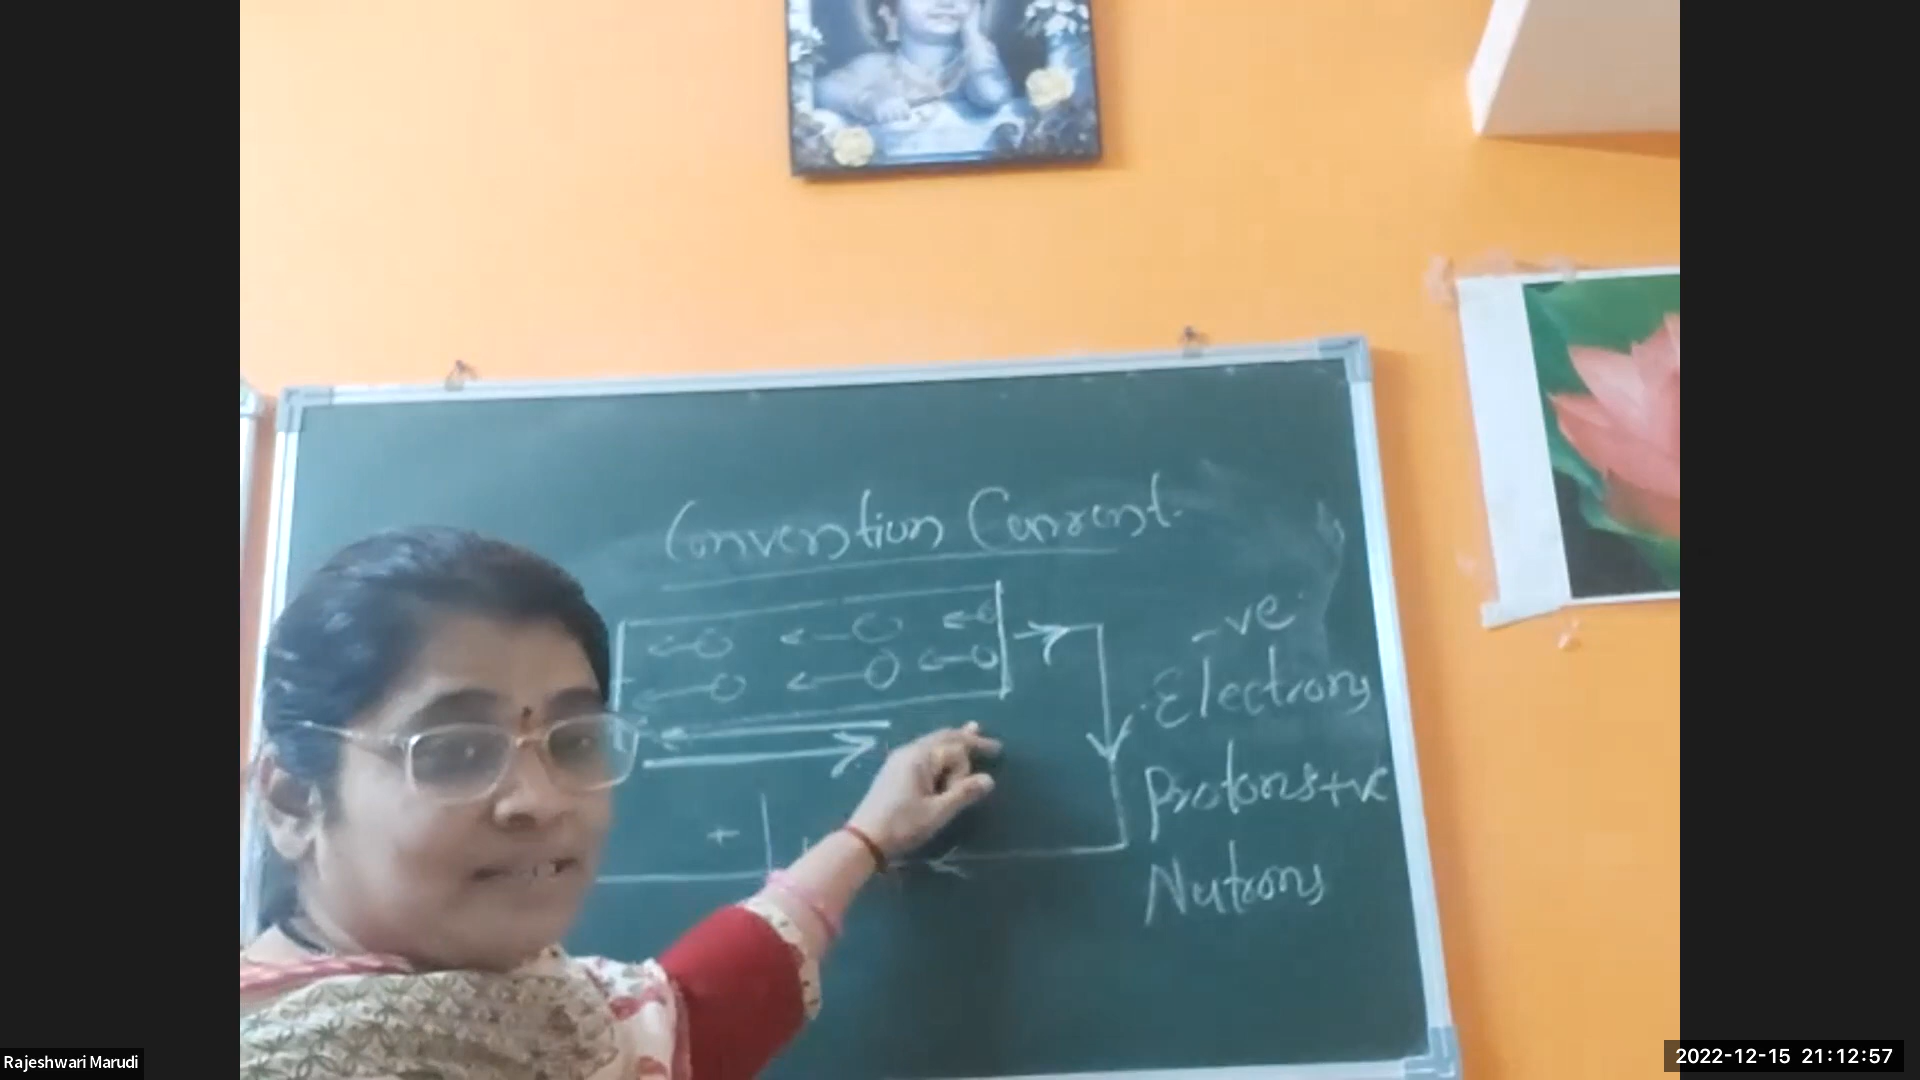 Convention Current.
-ve
Electrons
Protons +ve
Nutrons
+
Rajeshwari Marudi
2022-12-15 21:12:57